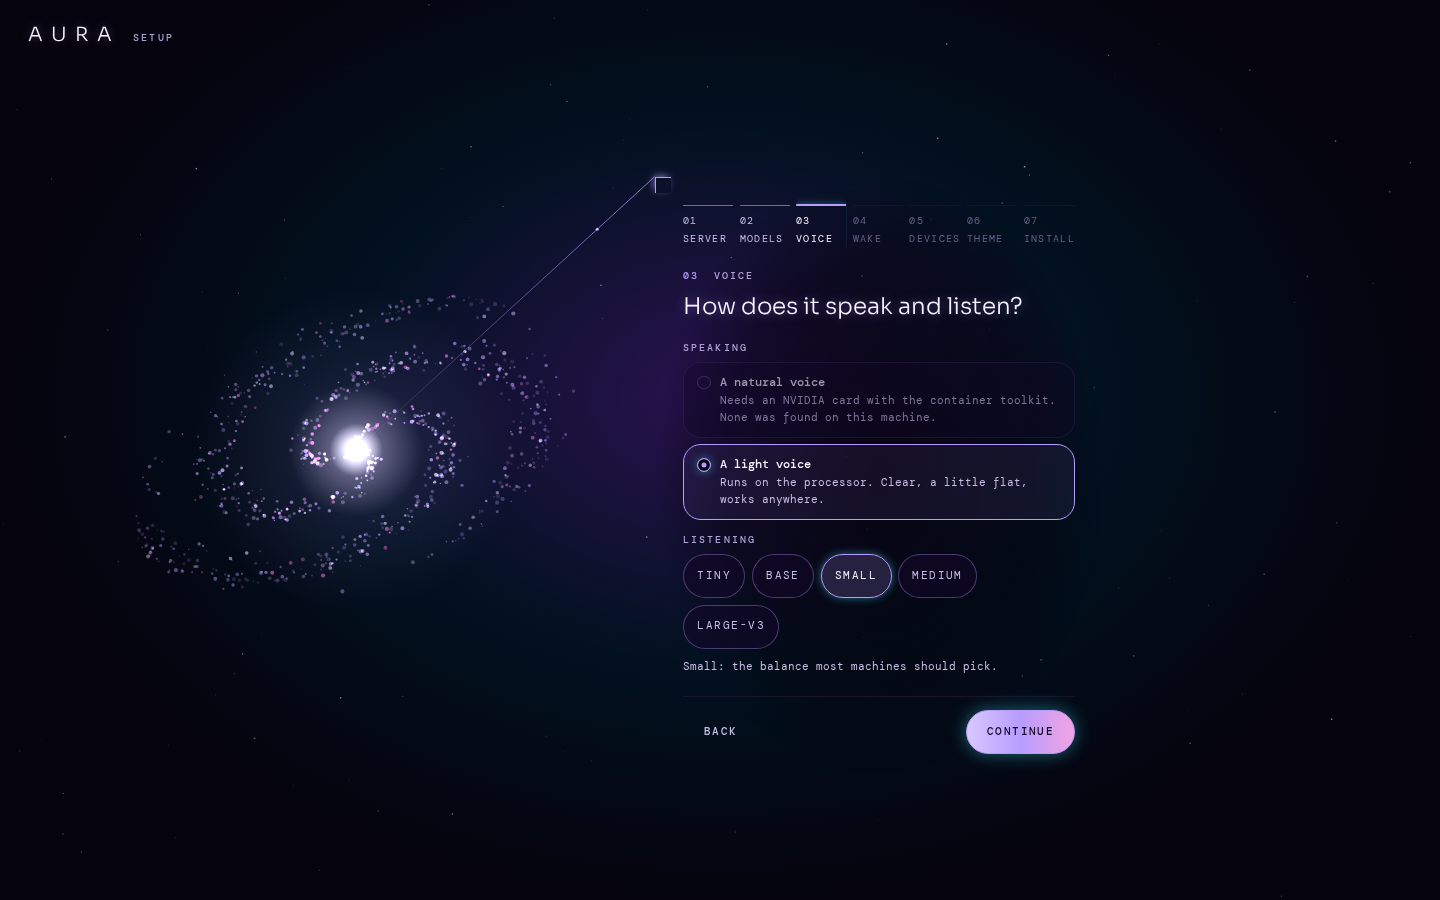 AURA SETUP
01 02 03 04 05 06 07
SERVER MODELS VOICE WAKE DEVICES THEME INSTALL
03 VOICE
How does it speak and listen?
SPEAKING
A natural voice
Needs an NVIDIA card with the container toolkit.
None was found on this machine.
A light voice
Runs on the processor. Clear, a little flat,
works anywhere.
LISTENING
TINY BASE SMALL MEDIUM
LARGE-V3
Small: the balance most machines should pick.
BACK CONTINUE